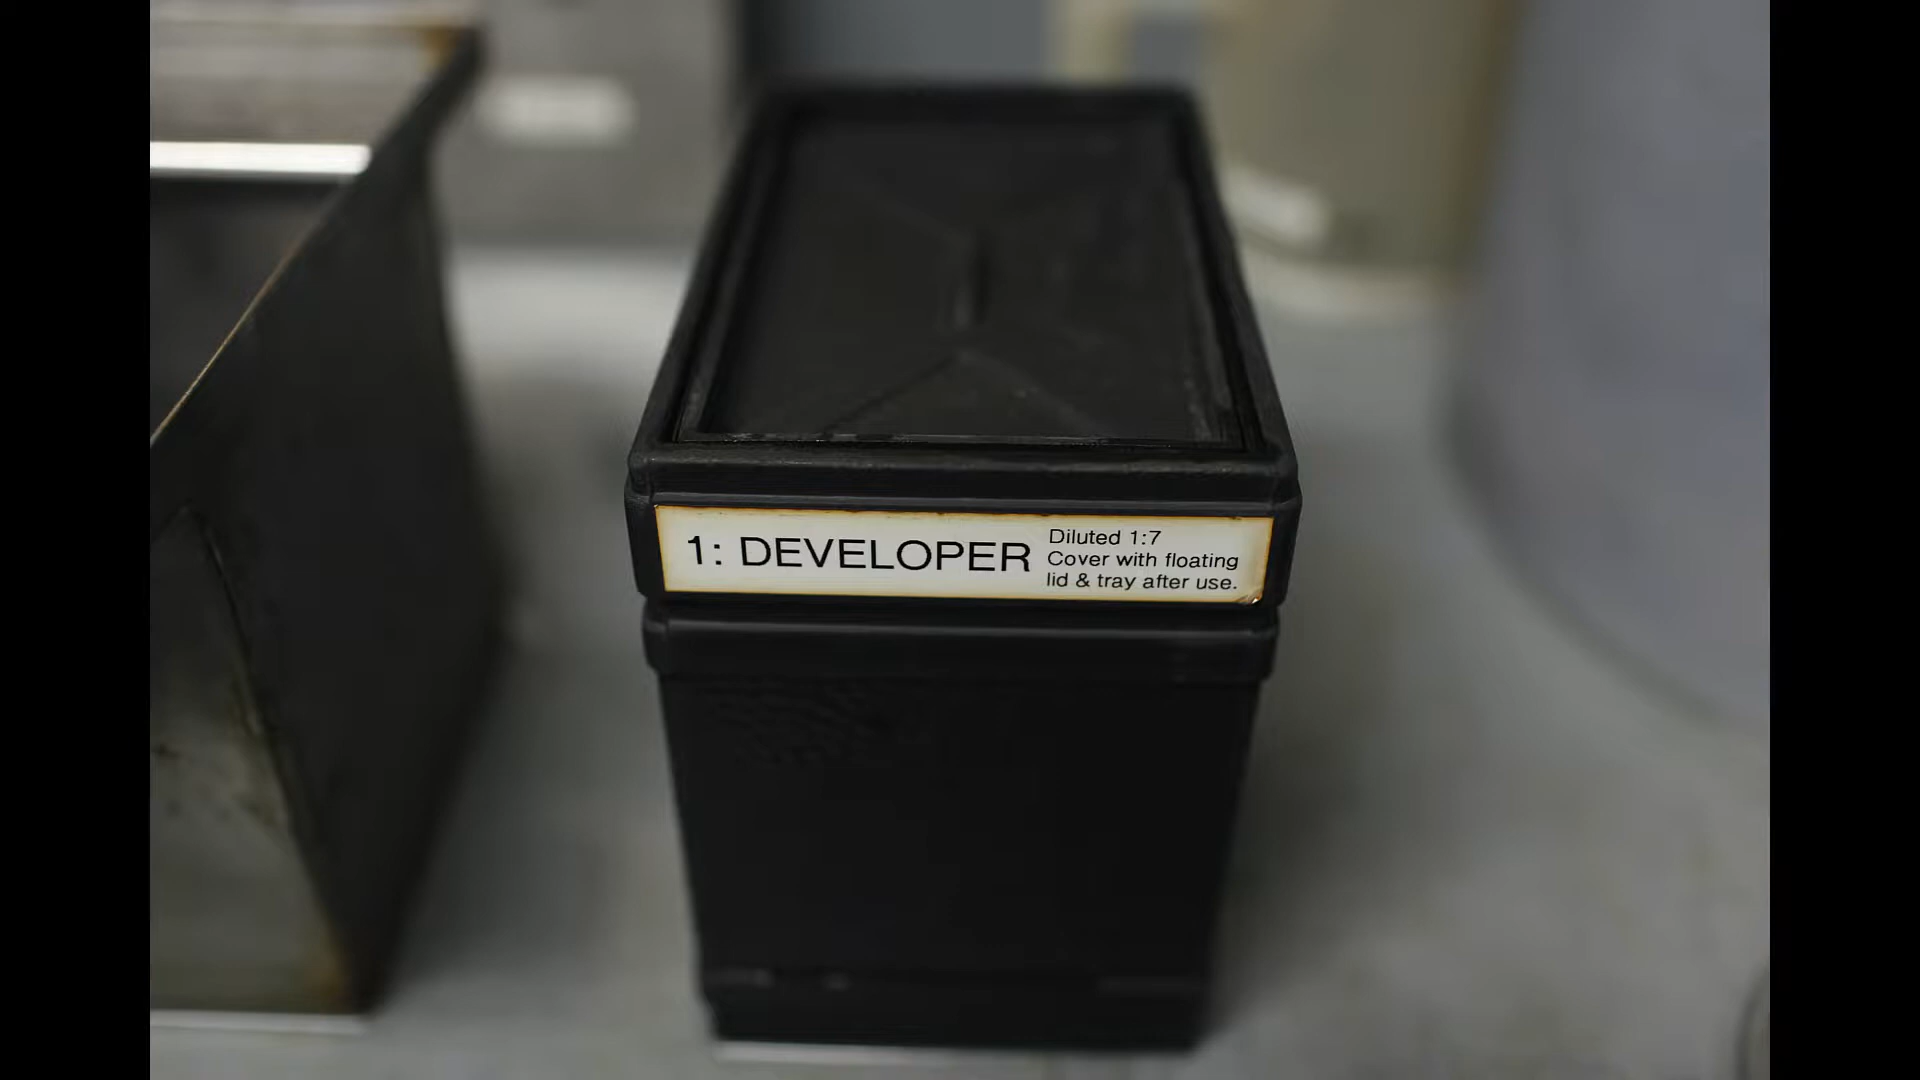 1: DEVELOPER
Diluted 1:7
Cover with floating
lid & tray after use.